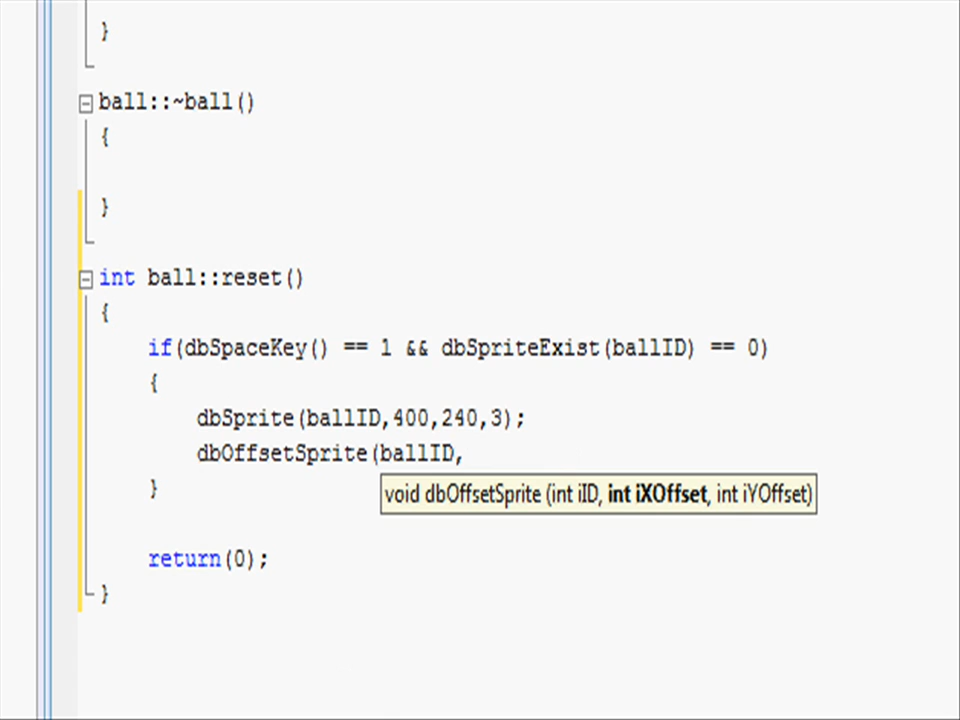 }
ball::~ball()
{
}
int ball::reset()
{
if(dbSpaceKey() == 1 && dbSpriteExist(ballID) == 0)
{
dbSprite(ballID,400,240,3);
dbOffsetSprite(ballID,
void dbOffsetSprite (int iID, int iXOffset, int iYOffset)
}
return(0);
}